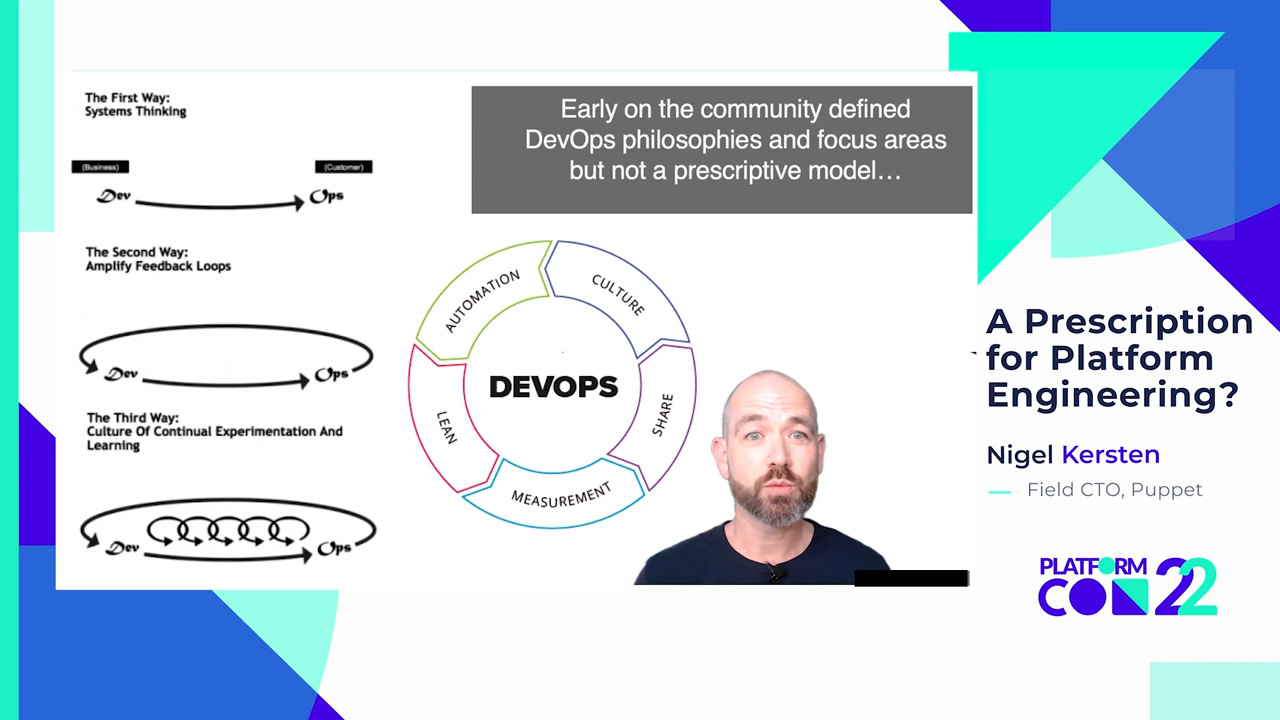 The First Way:
Systems Thinking
(Business)
(Customer)
Dev
Ops
The Second Way:
Amplify Feedback Loops
Dev
Ops
The Third Way:
Culture Of Continual Experimentation And
Learning
Dev
Ops
Early on the community defined
DevOps philosophies and focus areas
but not a prescriptive model…
AUTOMATION
CULTURE
SHARE
MEASUREMENT
LEAN
DEVOPS
A Prescription
for Platform
Engineering?
Nigel Kersten
Field CTO, Puppet
PLATFORM
CON 22